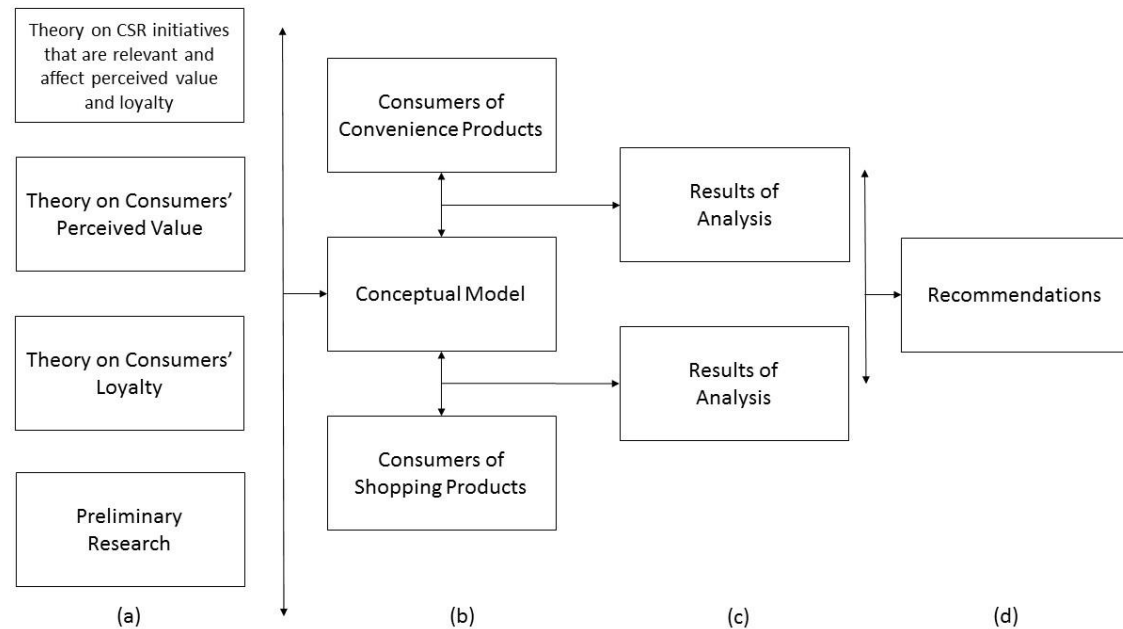 Theory on CSR initiatives
that are relevant and
affect perceived value
and loyalty
Theory on Consumers’
Perceived Value
Theory on Consumers’
Loyalty
Preliminary
Research
(a)
Consumers of
Convenience Products
Conceptual Model
Consumers of
Shopping Products
(b)
Results of
Analysis
Results of
Analysis
(c)
Recommendations
(d)